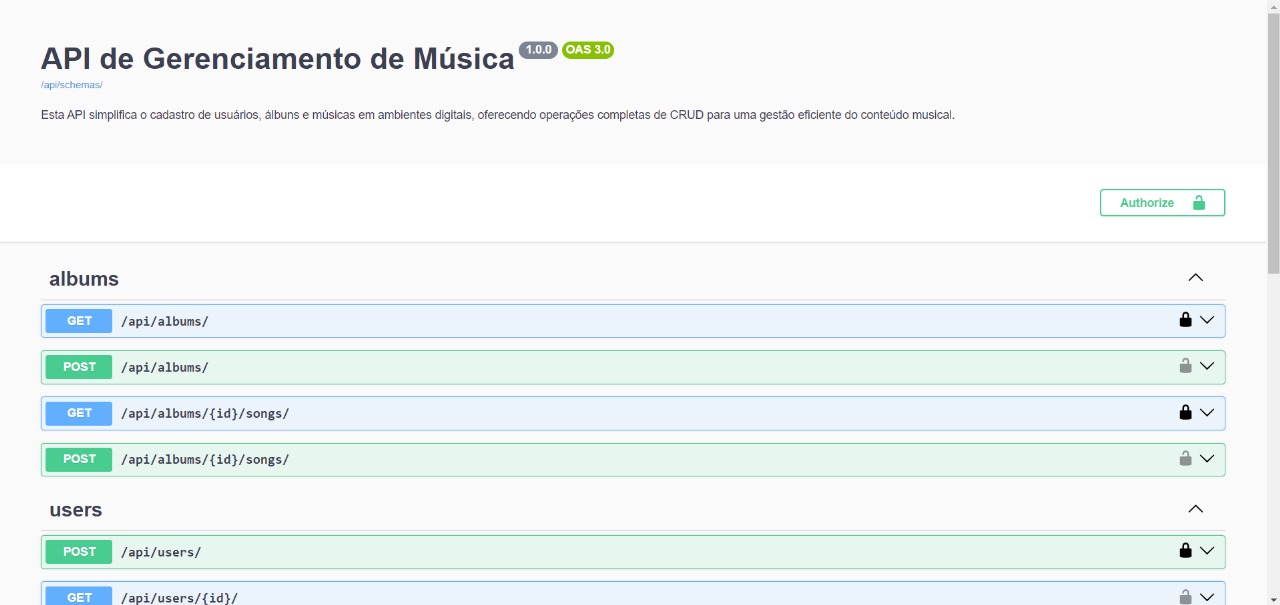 API de Gerenciamento de Música 1.0.0 OAS 3.0
/api/schemas/
Esta API simplifica o cadastro de usuários, álbuns e músicas em ambientes digitais, oferecendo operações completas de CRUD para uma gestão eficiente do conteúdo musical.
Authorize
albums
GET /api/albums/
POST /api/albums/
GET /api/albums/{id}/songs/
POST /api/albums/{id}/songs/
users
POST /api/users/
GET /api/users/{id}/